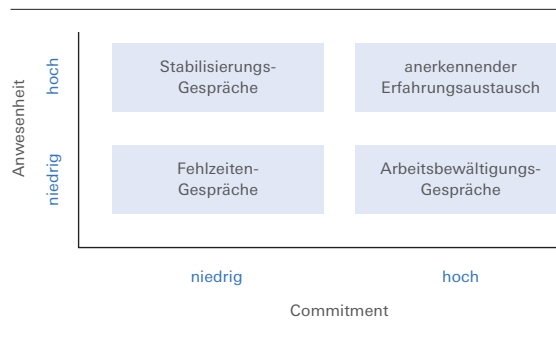 Anwesenheit
hoch
niedrig
Stabilisierungs-
Gespräche
anerkennender
Erfahrungsaustausch
Fehlzeiten-
Gespräche
Arbeitsbewältigungs-
Gespräche
niedrig
hoch
Commitment